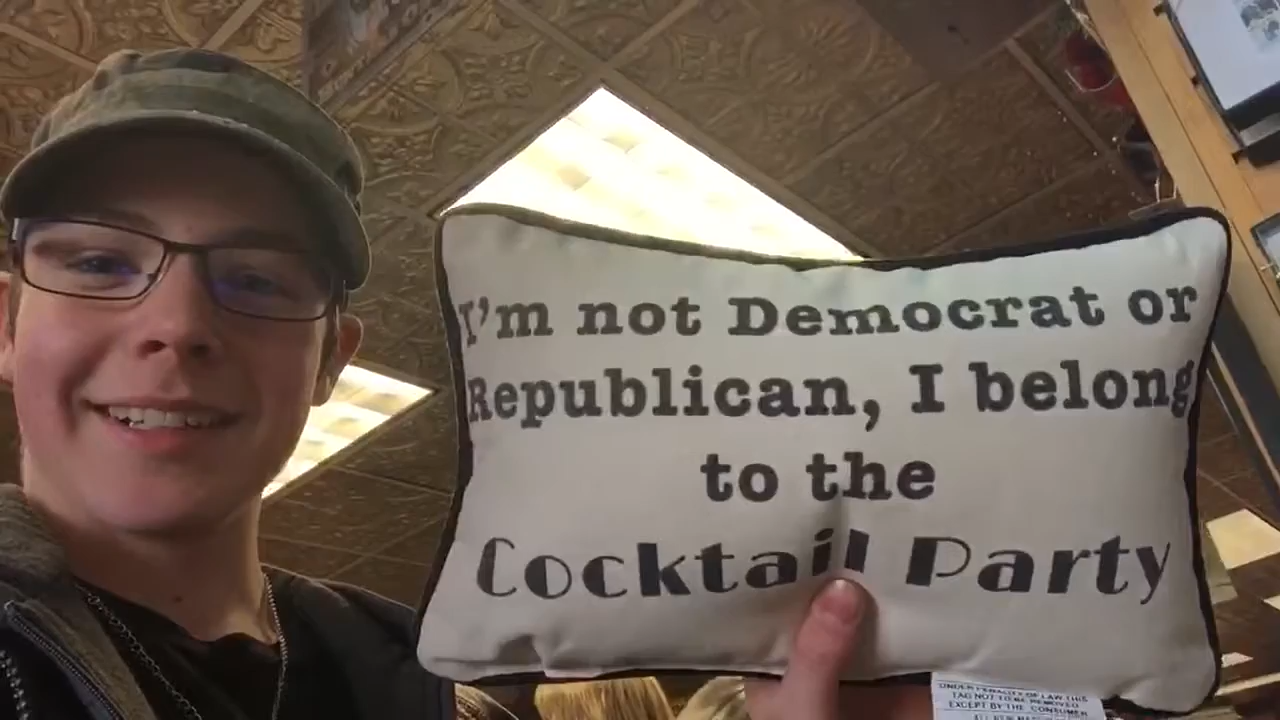 I'm not Democrat or
Republican, I belong
to the
Cocktail Party
UNDER PENALTY OF LAW THIS
TAG NOT TO BE REMOVED
EXCEPT BY THE CONSUMER